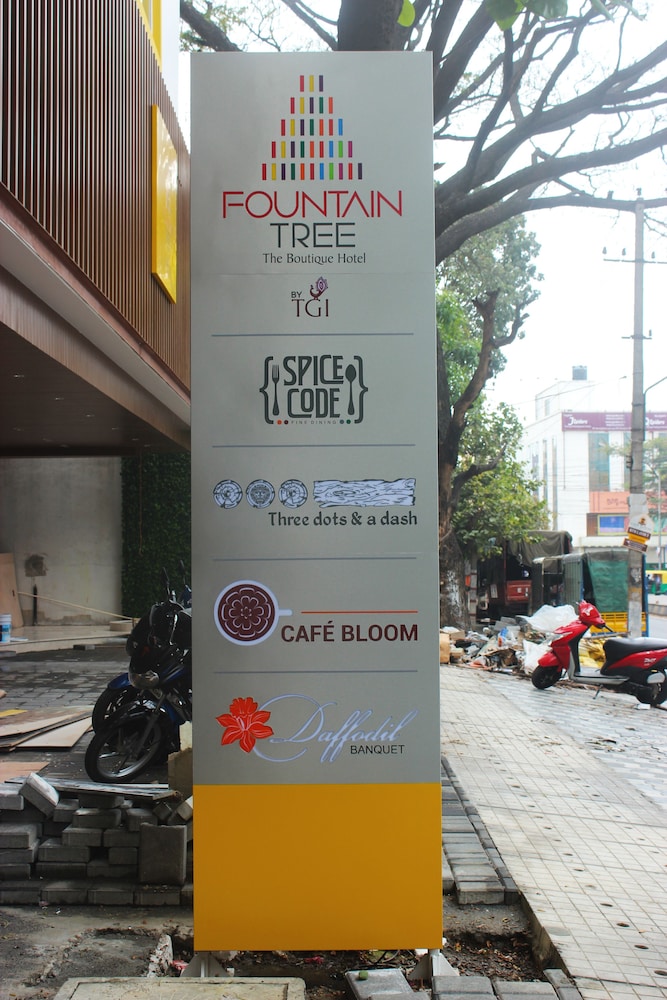 FOUNTAIN
TREE
The Boutique Hotel
BY
TGI
SPICE
CODE
FINE DINING
Three dots & a dash
CAFÉ BLOOM
Daffodil
BANQUET